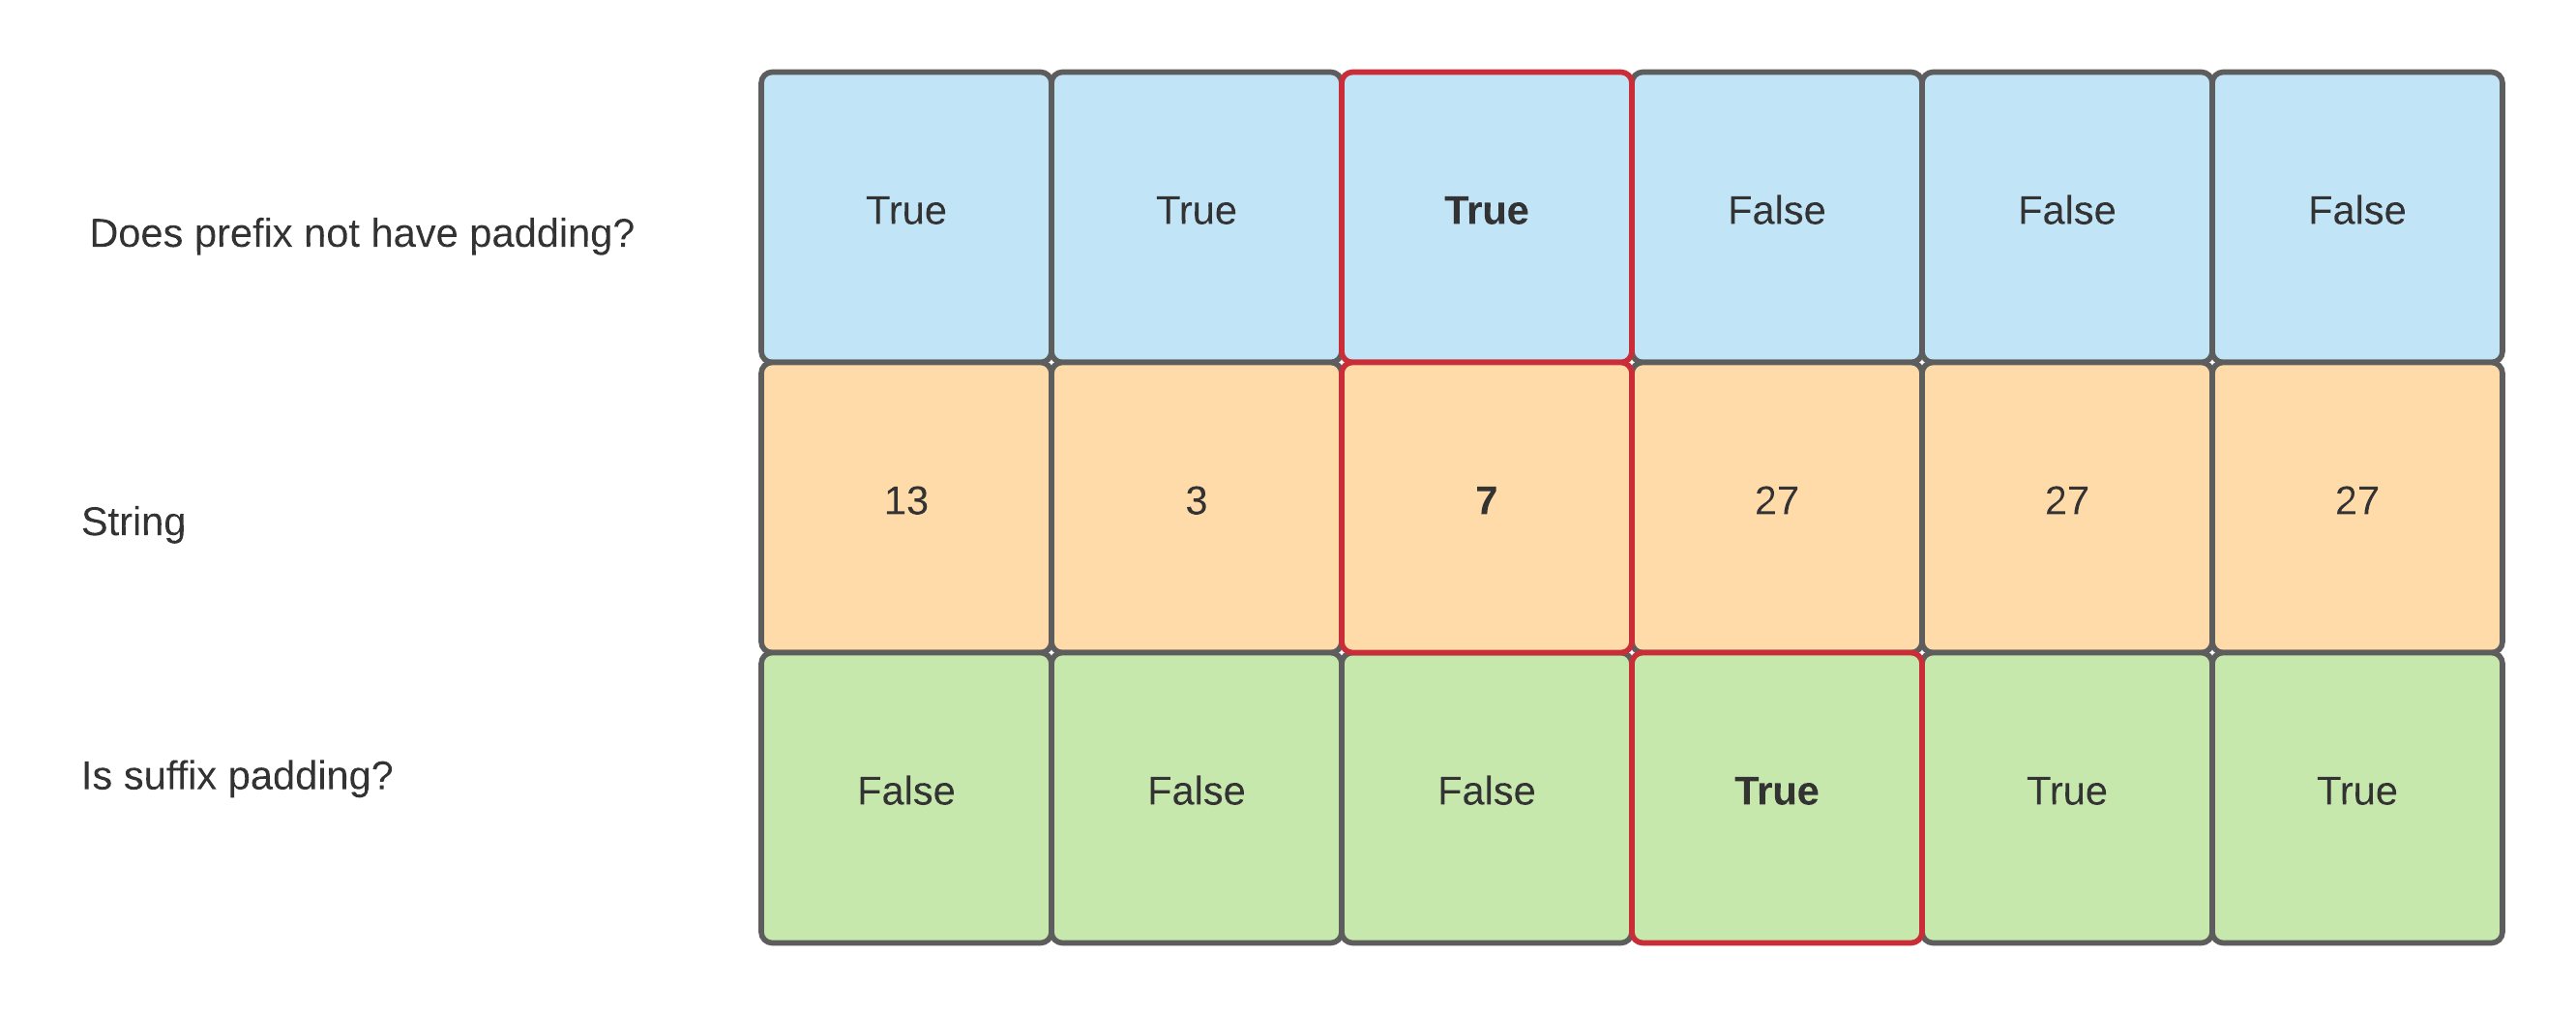 Does prefix not have padding?
True True True False False False
String
13 3 7 27 27 27
Is suffix padding?
False False False True True True